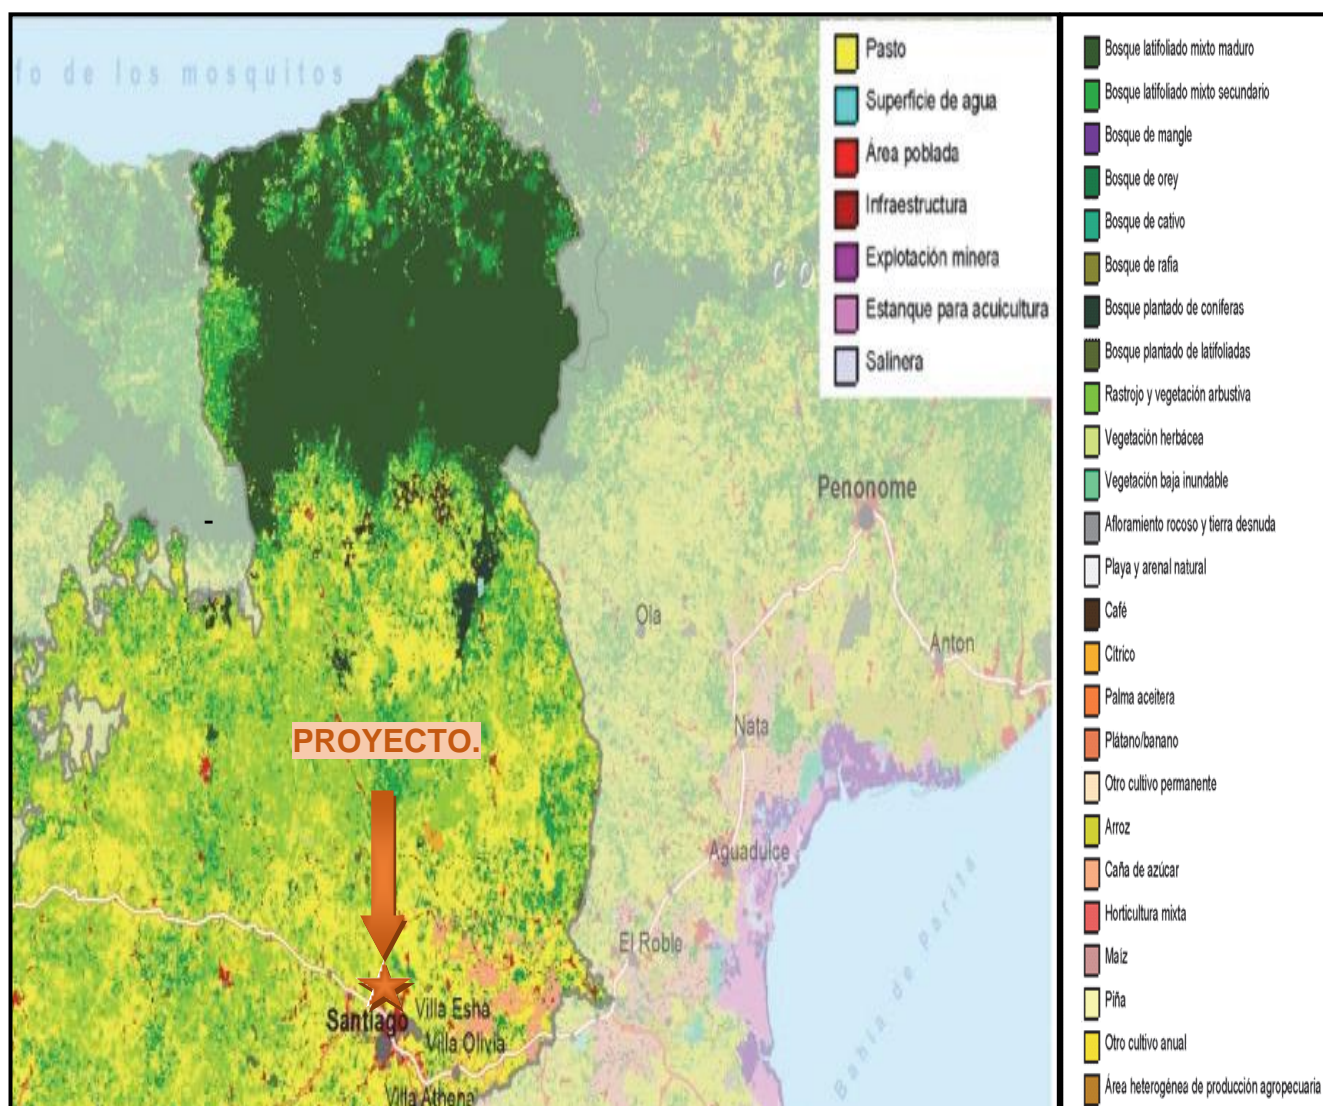 fo de los mosquitos
Pasto
Superficie de agua
Área poblada
Infraestructura
Explotación minera
Estanque para acuicultura
Salinera
C O
Penonome
Ola
Anton
Nata
PROYECTO.
Aguadulce
El Roble
Villa Esha
Santiago
Villa Olivia
Villa Athena
Bahia de Parita
Bosque latifoliado mixto maduro
Bosque latifoliado mixto secundario
Bosque de mangle
Bosque de orey
Bosque de cativo
Bosque de rafia
Bosque plantado de coníferas
Bosque plantado de latifoliadas
Rastrojo y vegetación arbustiva
Vegetación herbácea
Vegetación baja inundable
Afloramiento rocoso y tierra desnuda
Playa y arenal natural
Café
Cítrico
Palma aceitera
Plátano/banano
Otro cultivo permanente
Arroz
Caña de azúcar
Horticultura mixta
Maíz
Piña
Otro cultivo anual
Área heterogénea de producción agropecuaria